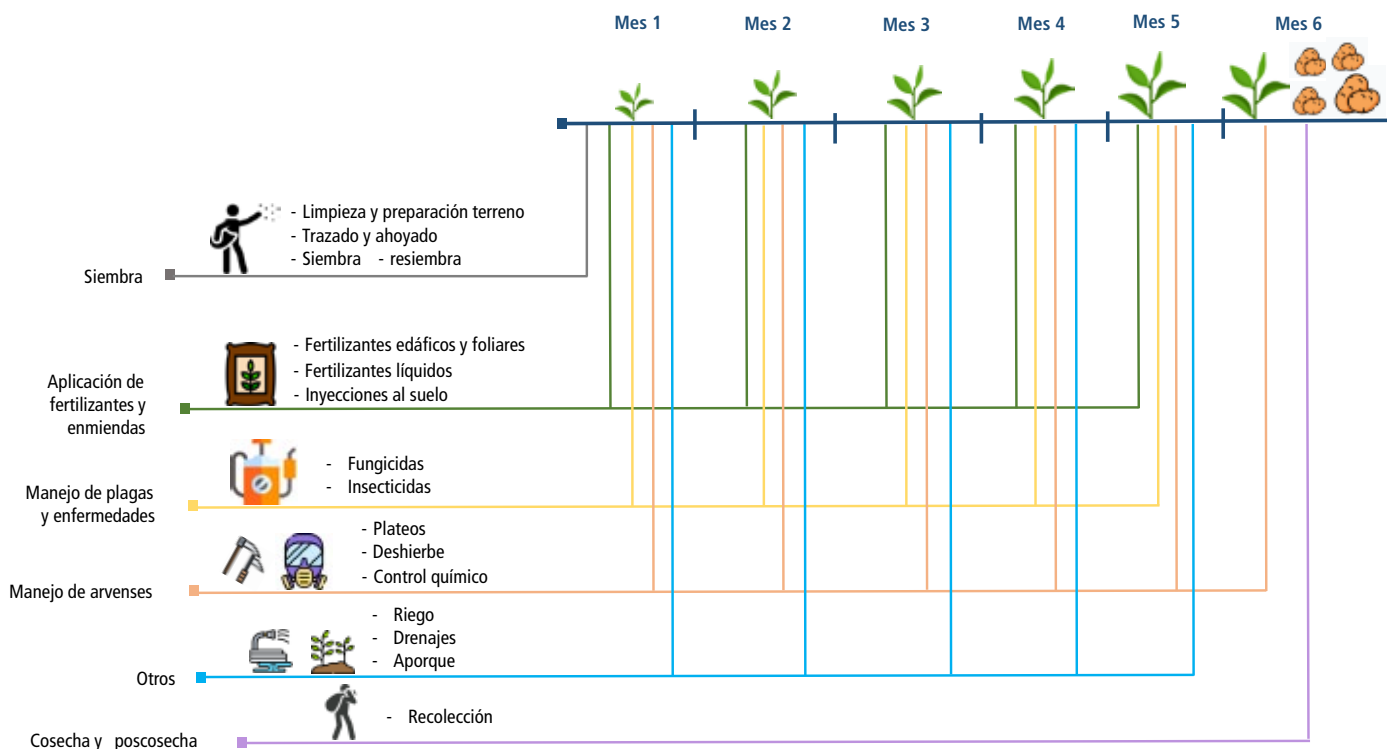 Mes 1 Mes 2 Mes 3 Mes 4 Mes 5 Mes 6
- Limpieza y preparación terreno
- Trazado y ahoyado
- Siembra - resiembra
Siembra
- Fertilizantes edáficos y foliares
- Fertilizantes líquidos
- Inyecciones al suelo
Aplicación de
fertilizantes y
enmiendas
- Fungicidas
- Insecticidas
Manejo de plagas
y enfermedades
- Plateos
- Deshierbe
- Control químico
Manejo de arvenses
- Riego
- Drenajes
- Aporque
Otros
- Recolección
Cosecha y poscosecha